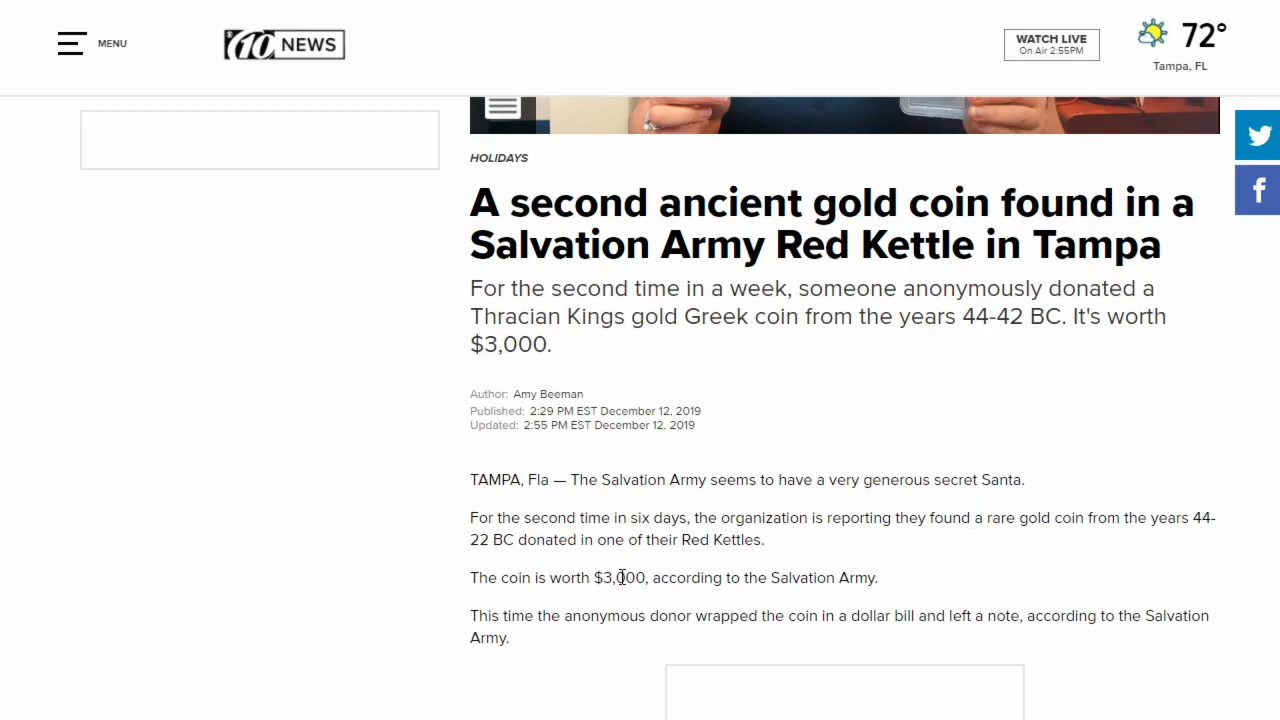 MENU
10 NEWS
WATCH LIVE
On Air 2:55PM
72°
Tampa, FL
HOLIDAYS
A second ancient gold coin found in a
Salvation Army Red Kettle in Tampa
For the second time in a week, someone anonymously donated a
Thracian Kings gold Greek coin from the years 44-42 BC. It's worth
$3,000.
Author: Amy Beeman
Published: 2:29 PM EST December 12, 2019
Updated: 2:55 PM EST December 12, 2019
TAMPA, Fla — The Salvation Army seems to have a very generous secret Santa.
For the second time in six days, the organization is reporting they found a rare gold coin from the years 44-
22 BC donated in one of their Red Kettles.
The coin is worth $3,000, according to the Salvation Army.
This time the anonymous donor wrapped the coin in a dollar bill and left a note, according to the Salvation
Army.